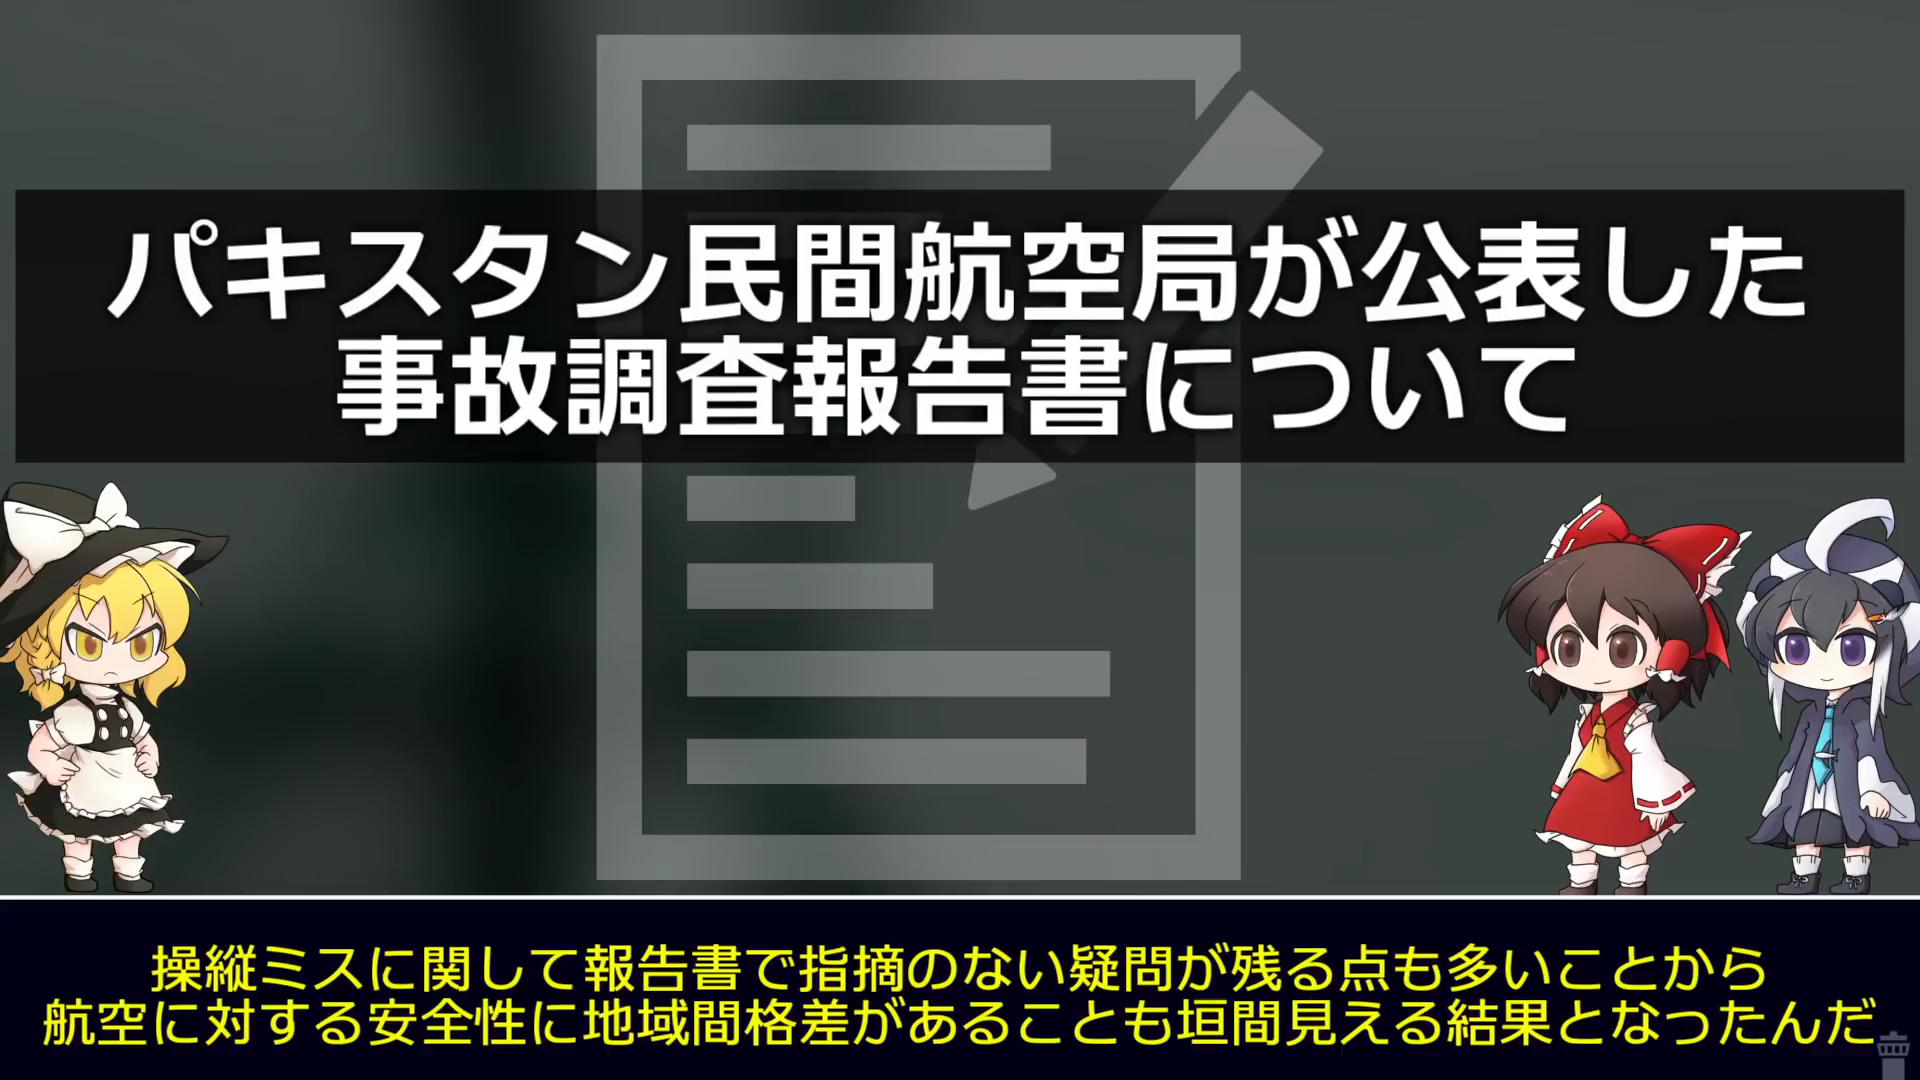 パキスタン民間航空局が公表した
事故調査報告書について
操縦ミスに関して報告書で指摘のない疑問が残る点も多いことから
航空に対する安全性に地域間格差があることも垣間見える結果となったんだ